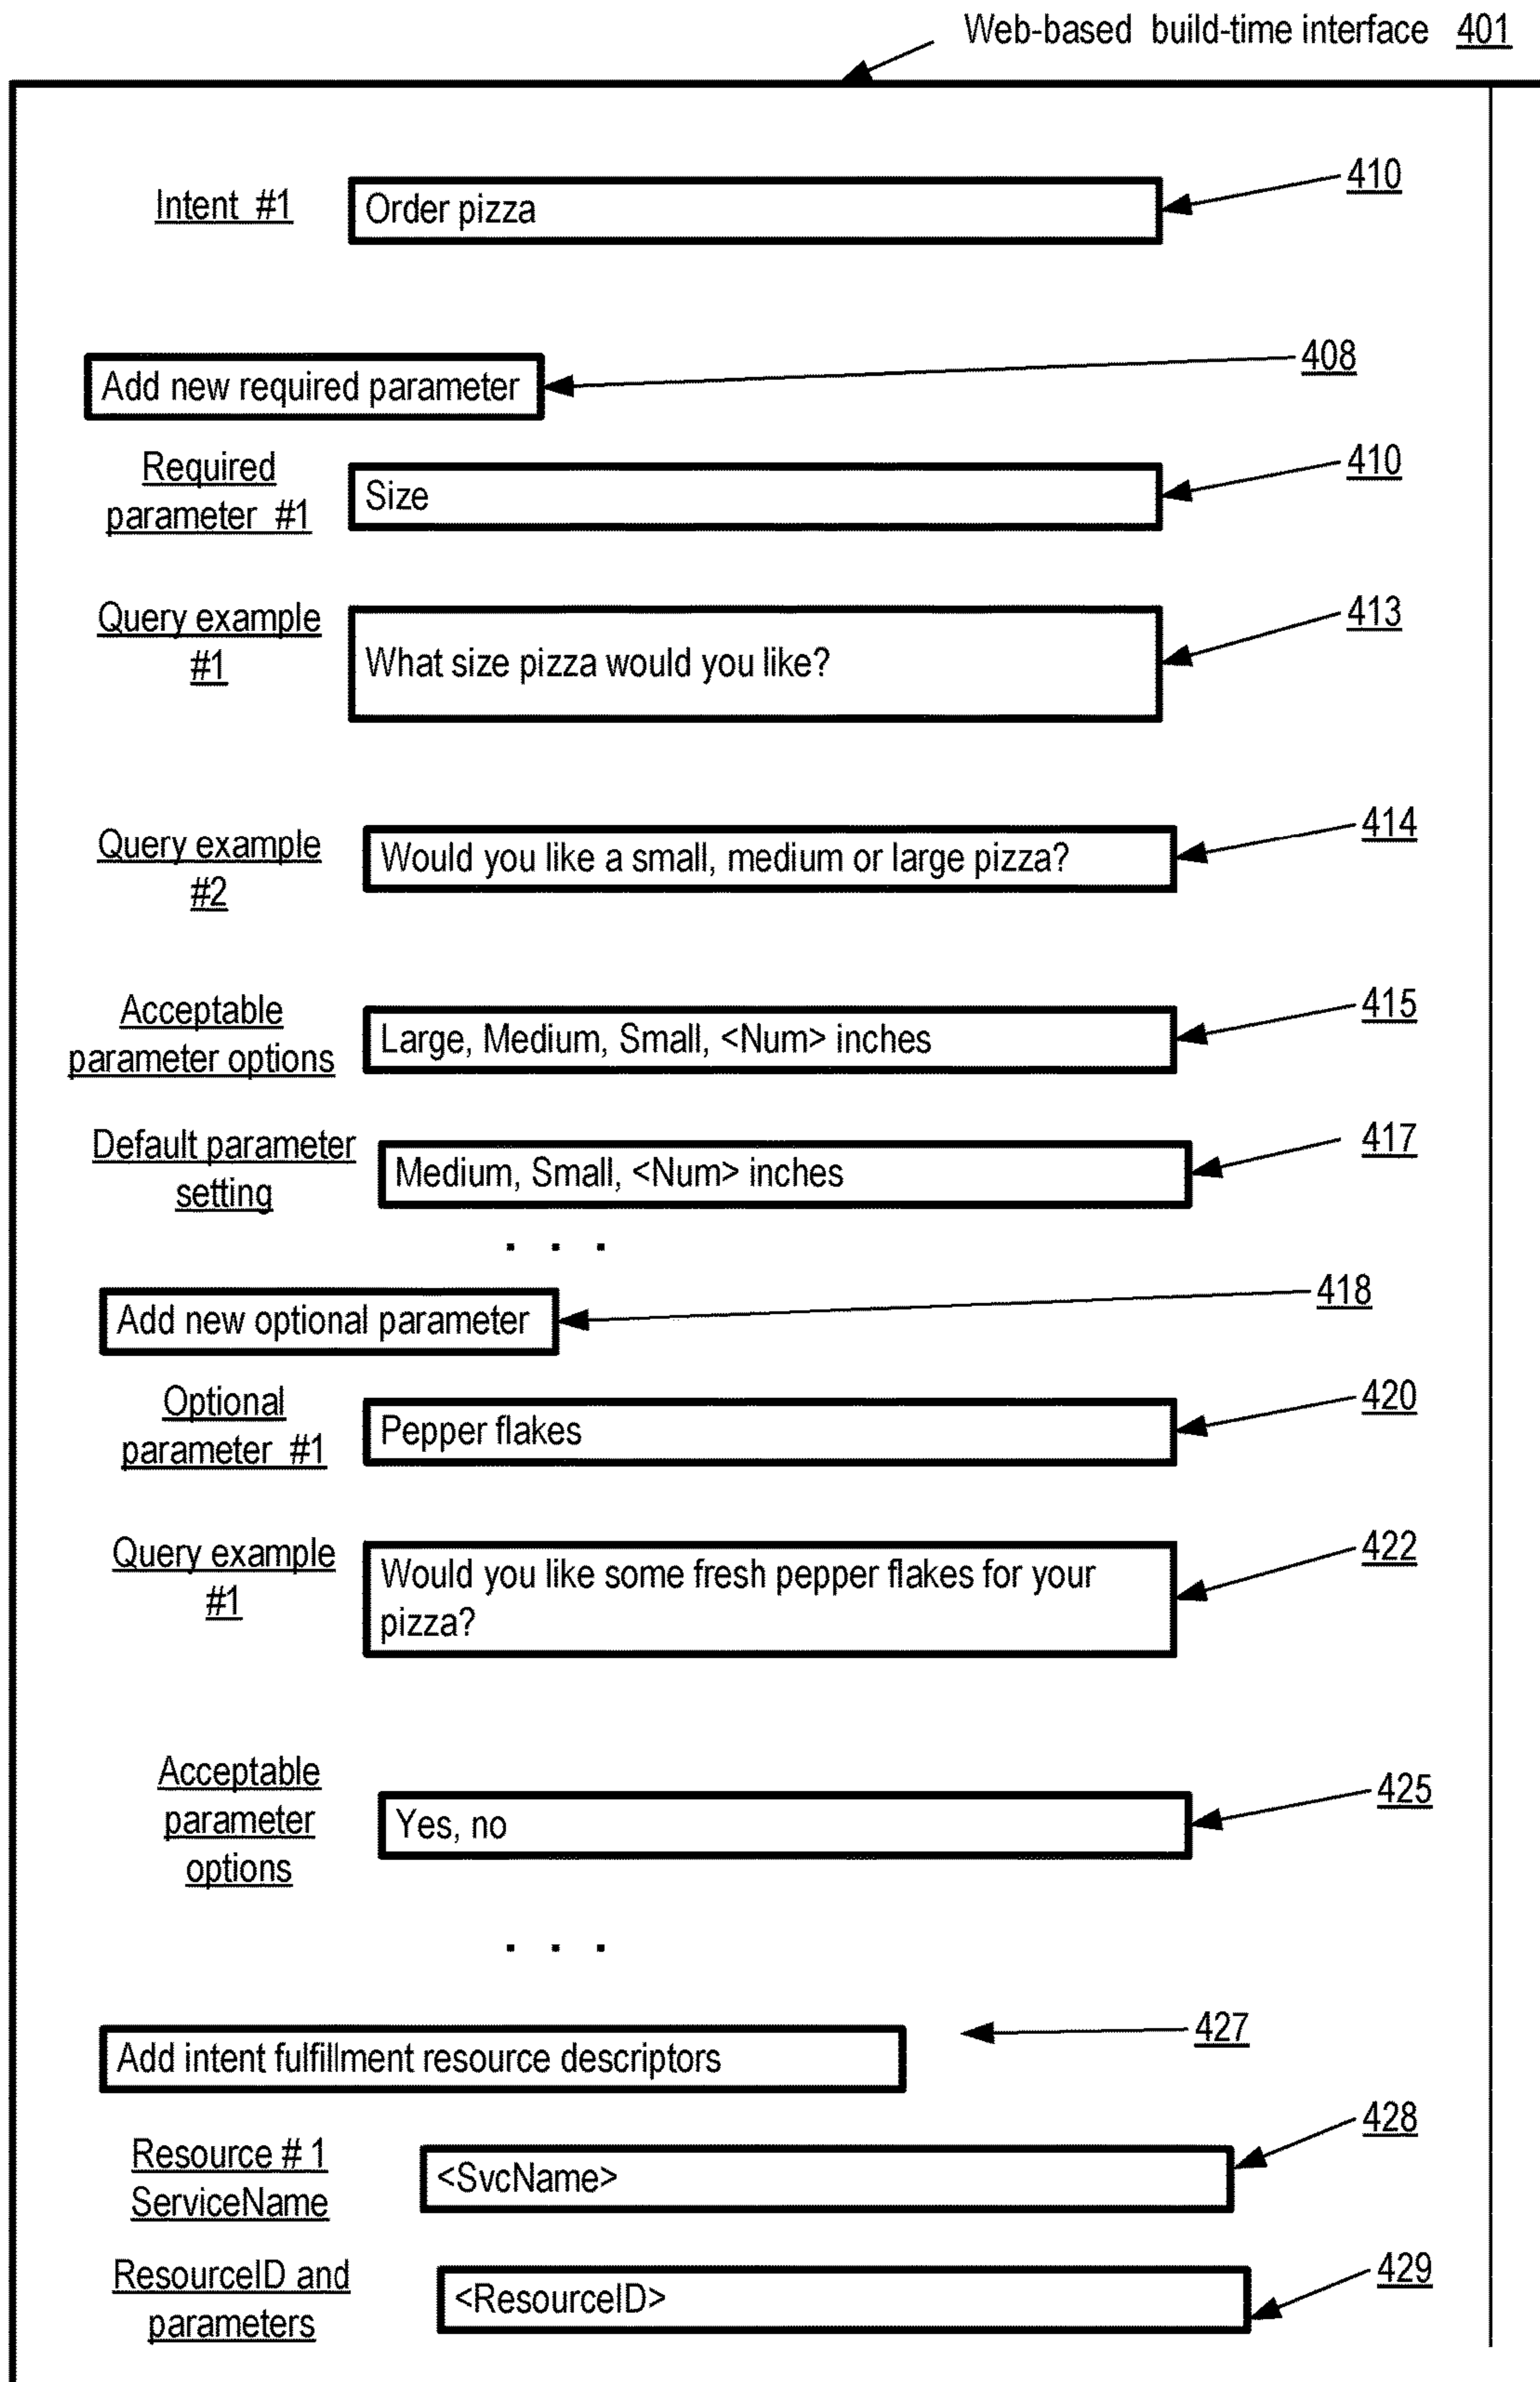 Web-based build-time interface 401
Intent #1
Order pizza
410
Add new required parameter
408
Required
parameter #1
Size
410
Query example
#1
What size pizza would you like?
413
Query example
#2
Would you like a small, medium or large pizza?
414
Acceptable
parameter options
Large, Medium, Small, <Num> inches
415
Default parameter
setting
Medium, Small, <Num> inches
417
. . .
Add new optional parameter
418
Optional
parameter #1
Pepper flakes
420
Query example
#1
Would you like some fresh pepper flakes for your
pizza?
422
Acceptable
parameter
options
Yes, no
425
. . .
Add intent fulfillment resource descriptors
427
Resource # 1
ServiceName
<SvcName>
428
ResourceID and
parameters
<ResourceID>
429